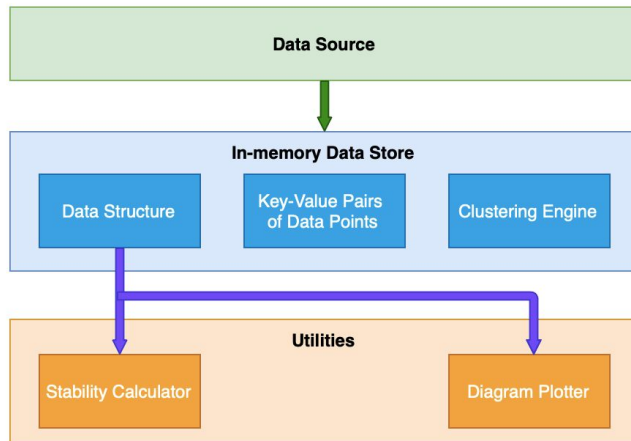 Data Source
In-memory Data Store
Data Structure
Key-Value Pairs
of Data Points
Clustering Engine
Utilities
Stability Calculator
Diagram Plotter